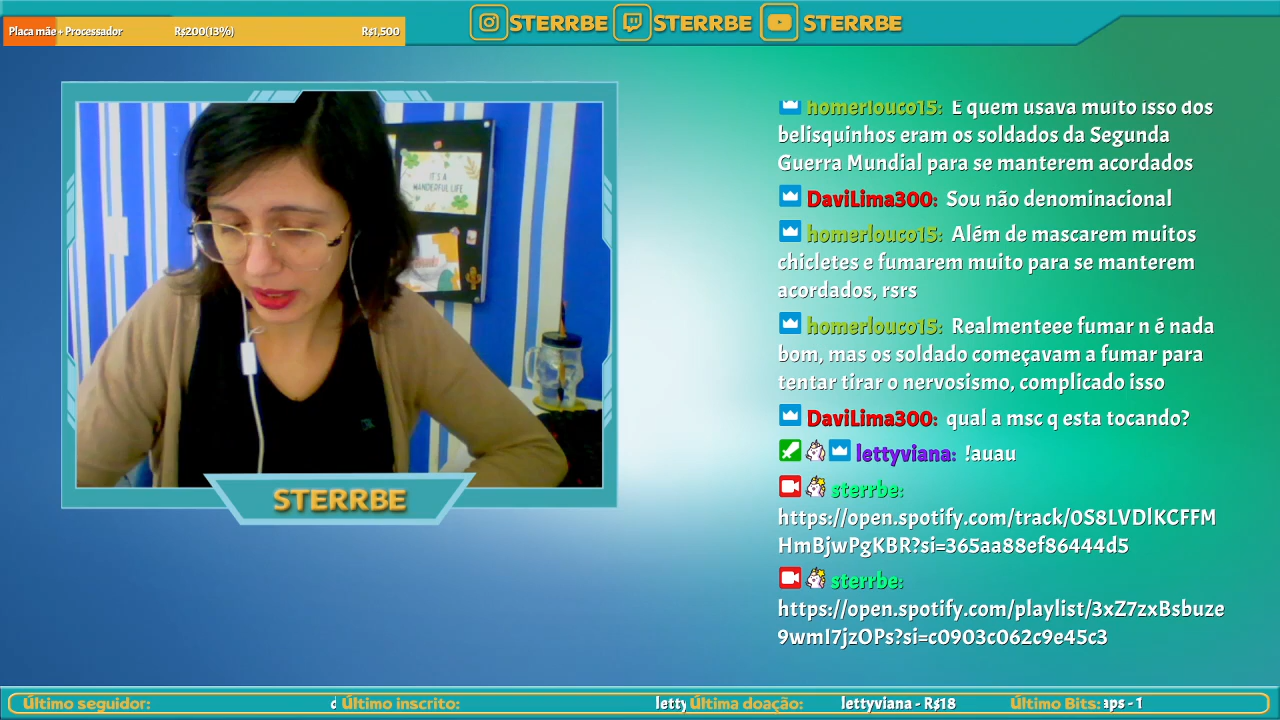 STERRBE STERRBE STERRBE
Placa mãe + Processador R$200(13%) R$1,500
IT'S A
WANDERFUL LIFE
STERRBE
homerlouco15: E quem usava muito isso dos
belisquinhos eram os soldados da Segunda
Guerra Mundial para se manterem acordados
DaviLima300: Sou não denominacional
homerlouco15: Além de mascarem muitos
chicletes e fumarem muito para se manterem
acordados, rsrs
homerlouco15: Realmenteee fumar n é nada
bom, mas os soldado começavam a fumar para
tentar tirar o nervosismo, complicado isso
DaviLima300: qual a msc q esta tocando?
lettyviana: !auau
sterrbe:
https://open.spotify.com/track/0S8LVDlKCFFM
HmBjwPgKBR?si=365aa88ef86444d5
sterrbe:
https://open.spotify.com/playlist/3xZ7zxBsbuze
9wmI7jzOPs?si=c0903c062c9e45c3
Último seguidor: Último inscrito: letty Última doação: lettyviana - R$18 Último Bits: aps - 1